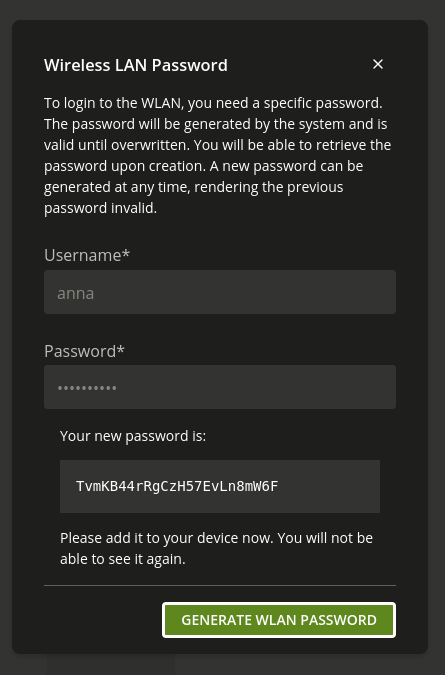 Wireless LAN Password
×
To login to the WLAN, you need a specific password.
The password will be generated by the system and is
valid until overwritten. You will be able to retrieve the
password upon creation. A new password can be
generated at any time, rendering the previous
password invalid.
Username*
anna
Password*
••••••••••
Your new password is:
TvmKB44rRgCzH57EvLn8mW6F
Please add it to your device now. You will not be
able to see it again.
GENERATE WLAN PASSWORD